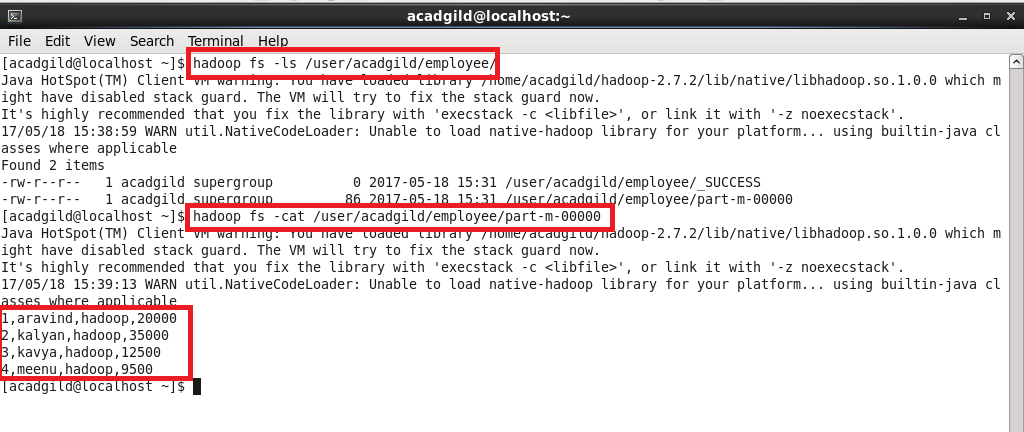 acadgild@localhost:~
File Edit View Search Terminal Help
[acadgild@localhost ~]$ hadoop fs -ls /user/acadgild/employee/
Java HotSpot(TM) Client VM warning: You have loaded library /home/acadgild/hadoop-2.7.2/lib/native/libhadoop.so.1.0.0 which m
ight have disabled stack guard. The VM will try to fix the stack guard now.
It's highly recommended that you fix the library with 'execstack -c <libfile>', or link it with '-z noexecstack'.
17/05/18 15:38:59 WARN util.NativeCodeLoader: Unable to load native-hadoop library for your platform... using builtin-java cl
asses where applicable
Found 2 items
-rw-r--r--   1 acadgild supergroup          0 2017-05-18 15:31 /user/acadgild/employee/_SUCCESS
-rw-r--r--   1 acadgild supergroup         86 2017-05-18 15:31 /user/acadgild/employee/part-m-00000
[acadgild@localhost ~]$ hadoop fs -cat /user/acadgild/employee/part-m-00000
Java HotSpot(TM) Client VM warning: You have loaded library /home/acadgild/hadoop-2.7.2/lib/native/libhadoop.so.1.0.0 which m
ight have disabled stack guard. The VM will try to fix the stack guard now.
It's highly recommended that you fix the library with 'execstack -c <libfile>', or link it with '-z noexecstack'.
17/05/18 15:39:13 WARN util.NativeCodeLoader: Unable to load native-hadoop library for your platform... using builtin-java cl
asses where applicable
1,aravind,hadoop,20000
2,kalyan,hadoop,35000
3,kavya,hadoop,12500
4,meenu,hadoop,9500
[acadgild@localhost ~]$